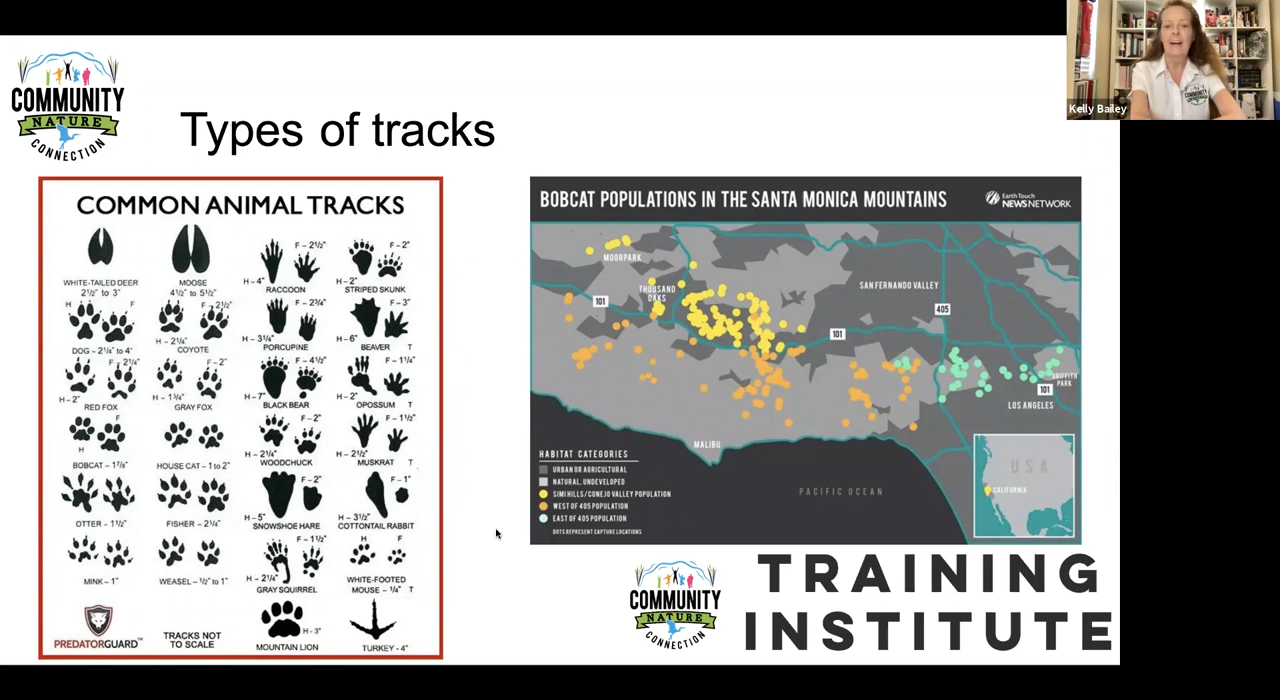 COMMUNITY
NATURE
CONNECTION
Types of tracks
Kelly Bailey
COMMON ANIMAL TRACKS
WHITE-TAILED DEER
2½" to 3"
MOOSE
4½" to 5½"
F – 2½"
H – 4"
RACCOON
F – 2"
H – 2"
STRIPED SKUNK
H F
DOG – 2¼" to 4"
F – 2½"
H – 2¼"
COYOTE
F – 2¾"
H – 3¼"
PORCUPINE
F – 3"
H – 6"
BEAVER T
F – 2¼"
H – 2"
RED FOX
F – 2"
H – 1¾"
GRAY FOX
F – 4½"
H – 7"
BLACK BEAR
F – 1¼"
H – 2"
OPOSSUM T
F
H
BOBCAT – 1⅞"
HOUSE CAT – 1 to 2"
F – 2"
H – 2¼"
WOODCHUCK
F – 1½"
H – 2½"
MUSKRAT T
OTTER – 1½"
FISHER – 2¼"
F – 2"
H – 5"
SNOWSHOE HARE
F – 1"
H – 3½"
COTTONTAIL RABBIT
MINK – 1"
WEASEL – ½" to 1"
F – 1½"
H – 2¼"
GRAY SQUIRREL
H F
WHITE-FOOTED
MOUSE – ¼" T
PREDATORGUARD™
TRACKS NOT
TO SCALE
H – 3"
MOUNTAIN LION
TURKEY – 4"
BOBCAT POPULATIONS IN THE SANTA MONICA MOUNTAINS
Earth Touch
NEWS NETWORK
MOORPARK
THOUSAND
OAKS
SAN FERNANDO VALLEY
101
405
101
GRIFFITH
PARK
101
LOS ANGELES
MALIBU
PACIFIC OCEAN
HABITAT CATEGORIES
URBAN OR AGRICULTURAL
NATURAL, UNDEVELOPED
SIMI HILLS/CONEJO VALLEY POPULATION
WEST OF 405 POPULATION
EAST OF 405 POPULATION
DOTS REPRESENT CAPTURE LOCATIONS
USA
CALIFORNIA
COMMUNITY
NATURE
CONNECTION
TRAINING
INSTITUTE